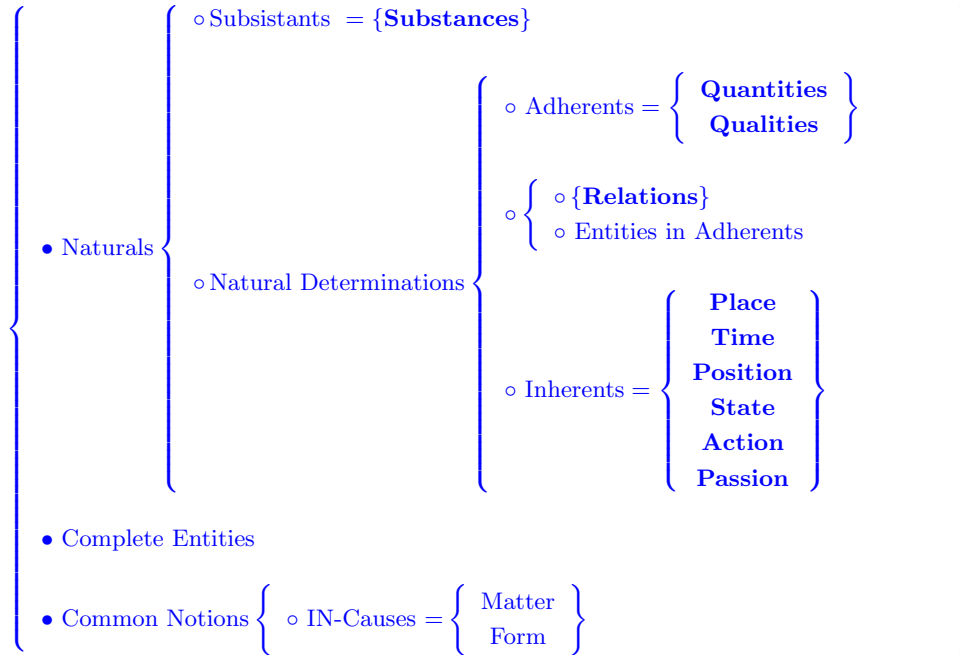 ∘ Subsistants = {Substances}
∘ Adherents = { Quantities
Qualities }
• Naturals
∘ { ∘ {Relations}
∘ Entities in Adherents
∘ Natural Determinations
∘ Inherents = { Place
Time
Position
State
Action
Passion }
• Complete Entities
• Common Notions { ∘ IN-Causes = { Matter
Form }